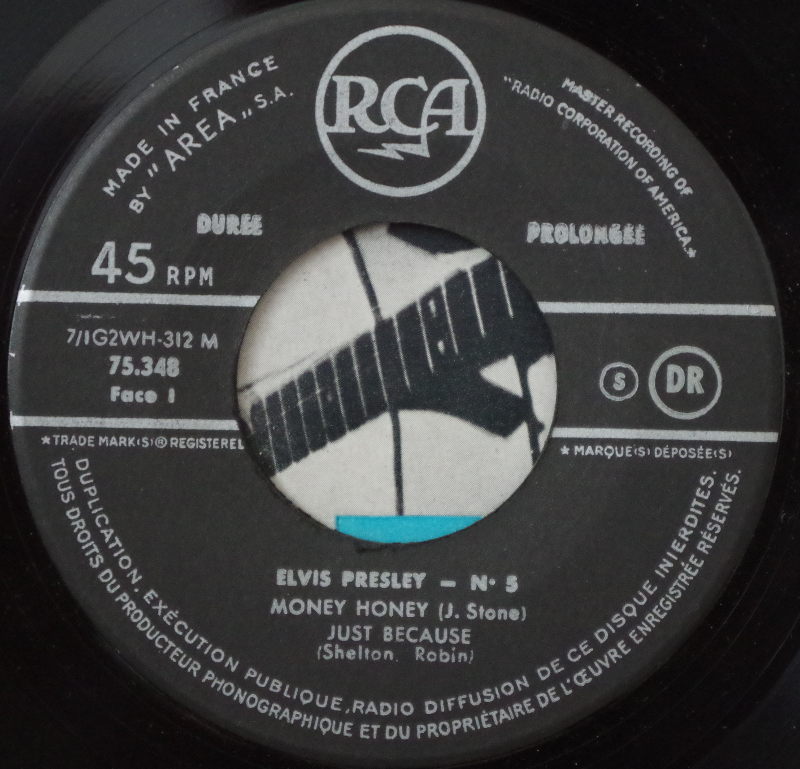 RCA
MADE IN FRANCE
BY "AREA" S.A.
"MASTER RECORDING OF
RADIO CORPORATION OF AMERICA.*
DURÉE PROLONGÉE
45 RPM
7/1G2WH-312 M
75.348
Face 1
S DR
*TRADE MARK(S)® REGISTERED
* MARQUE(S) DÉPOSÉE(S)
ELVIS PRESLEY - N° 5
MONEY HONEY (J. Stone)
JUST BECAUSE
(Shelton. Robin)
DUPLICATION, EXÉCUTION PUBLIQUE, RADIO DIFFUSION DE CE DISQUE INTERDITES.
TOUS DROITS DU PRODUCTEUR PHONOGRAPHIQUE ET DU PROPRIÉTAIRE DE L'ŒUVRE ENREGISTRÉE RÉSERVÉS.